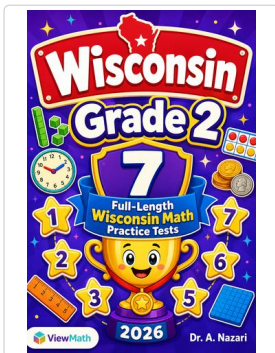 Wisconsin
Grade 2
7
Full-Length
Wisconsin Math
Practice Tests
1
7
2
6
3
5
2026
ViewMath
Dr. A. Nazari